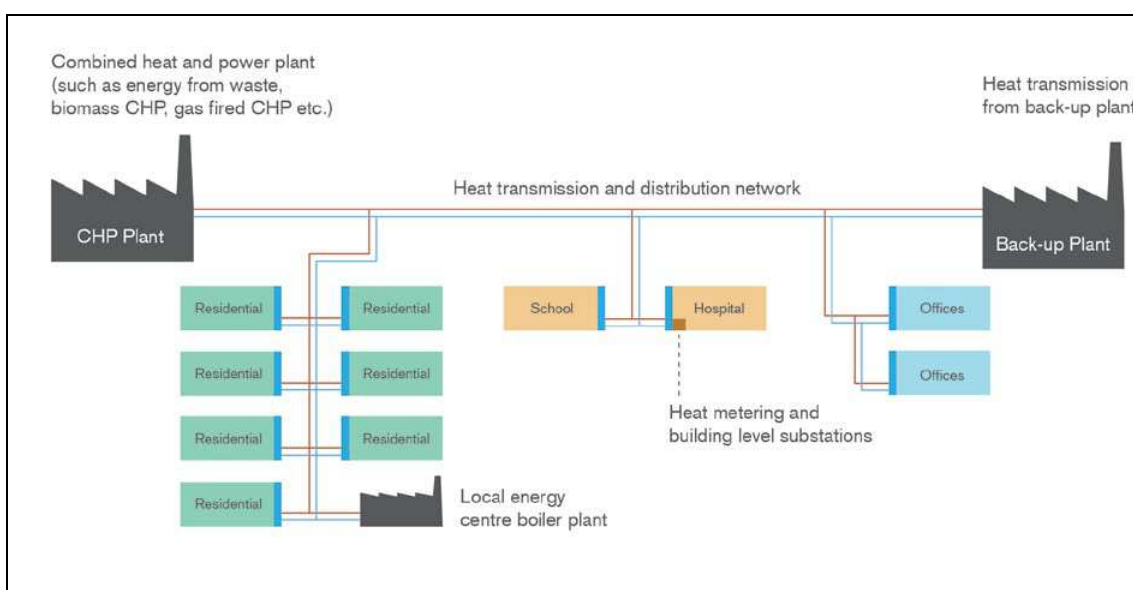 Combined heat and power plant
(such as energy from waste,
biomass CHP, gas fired CHP etc.)
Heat transmission
from back-up plant
Heat transmission and distribution network
CHP Plant
Back-up Plant
Residential
Residential
School
Hospital
Offices
Residential
Residential
Offices
Heat metering and
building level substations
Residential
Residential
Residential
Local energy
centre boiler plant